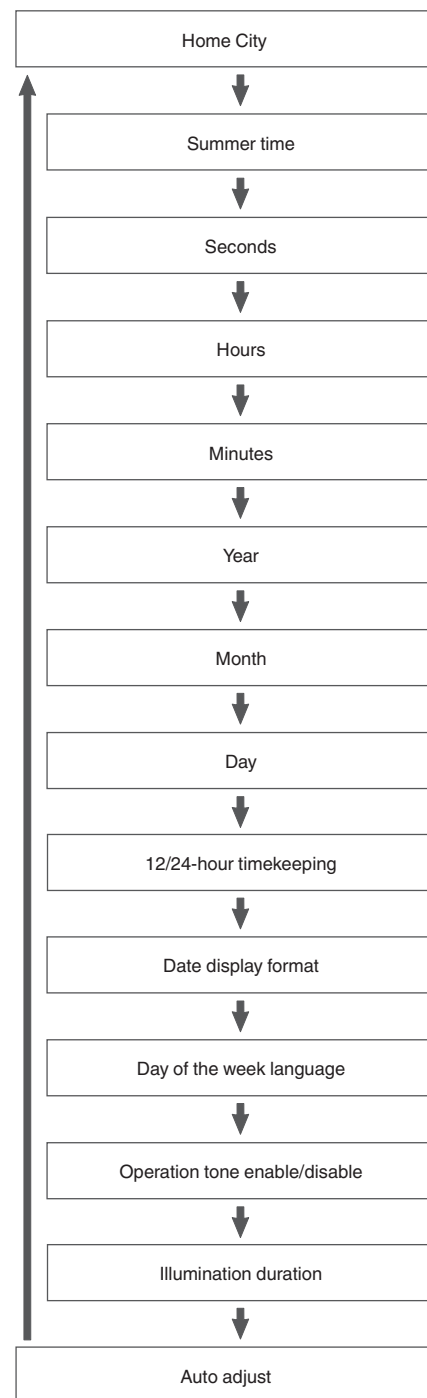 Home City
Summer time
Seconds
Hours
Minutes
Year
Month
Day
12/24-hour timekeeping
Date display format
Day of the week language
Operation tone enable/disable
Illumination duration
Auto adjust